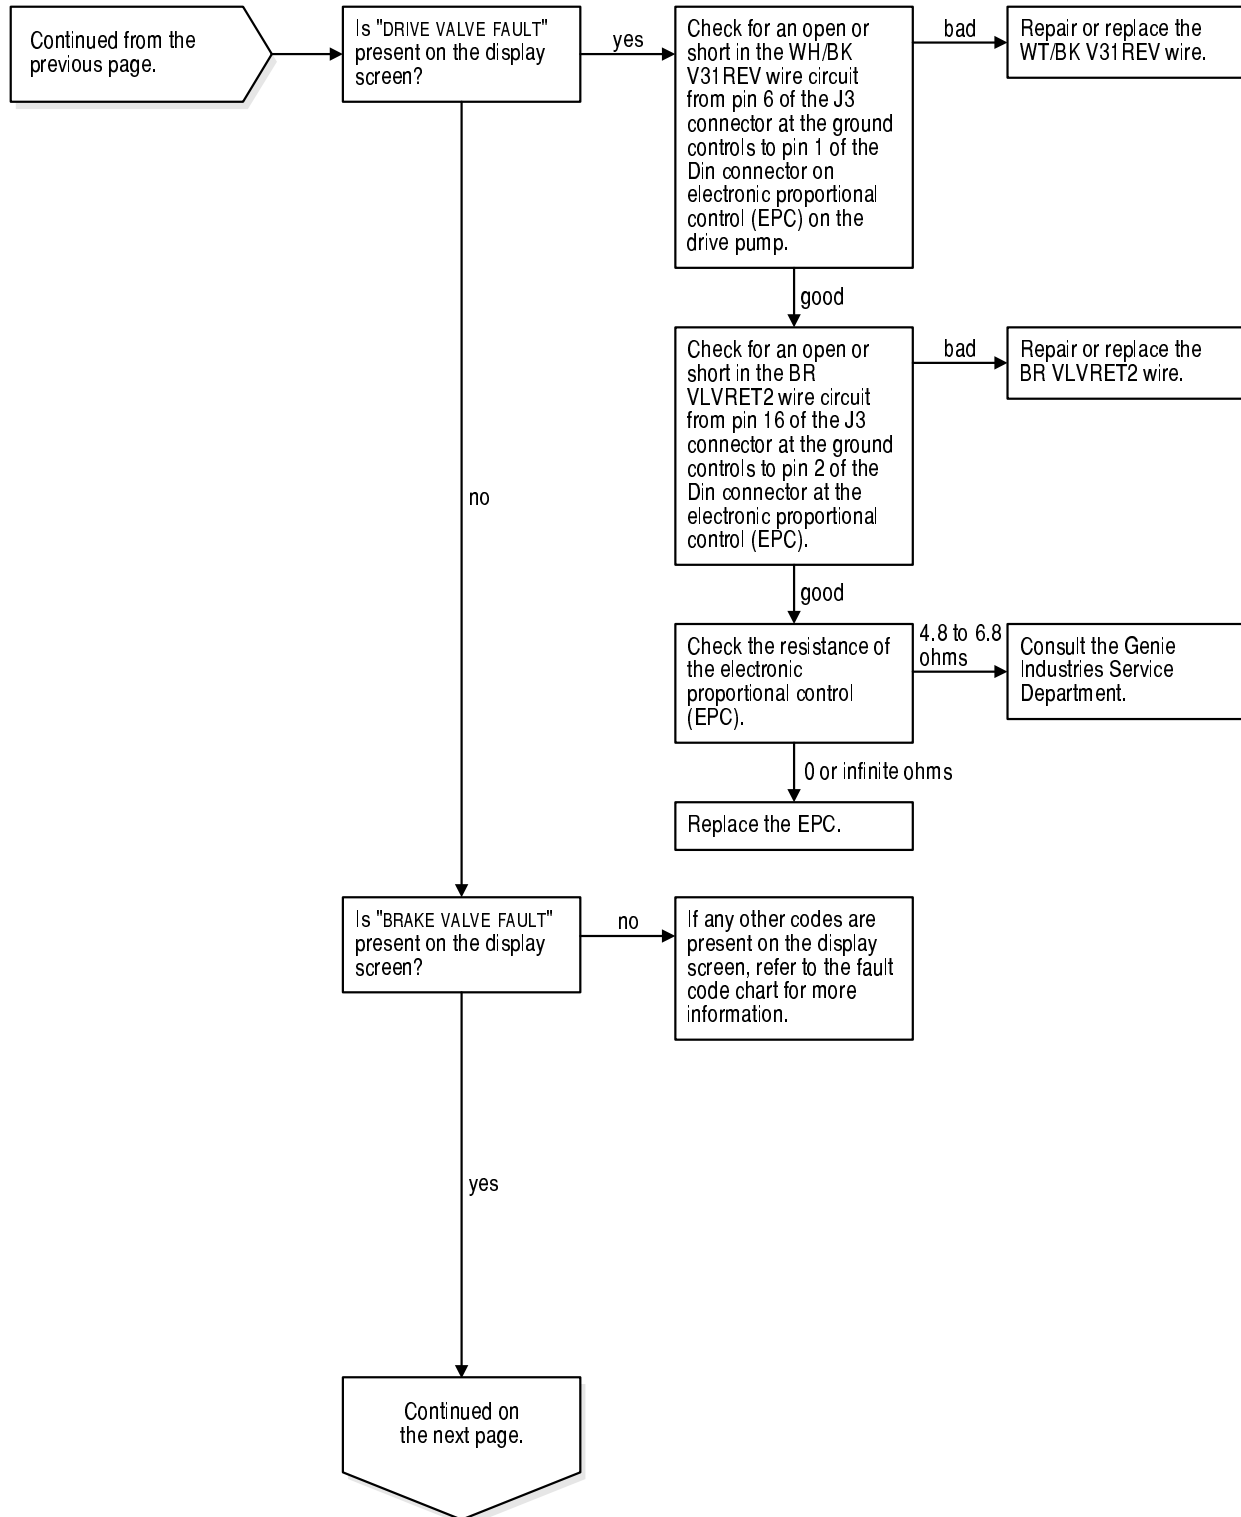 Continued from the
previous page.
Is "DRIVE VALVE FAULT"
present on the display
screen?
yes
Check for an open or
short in the WH/BK
V31REV wire circuit
from pin 6 of the J3
connector at the ground
controls to pin 1 of the
Din connector on
electronic proportional
control (EPC) on the
drive pump.
bad
Repair or replace the
WT/BK V31REV wire.
good
Check for an open or
short in the BR
VLVRET2 wire circuit
from pin 16 of the J3
connector at the ground
controls to pin 2 of the
Din connector at the
electronic proportional
control (EPC).
bad
Repair or replace the
BR VLVRET2 wire.
no
good
Check the resistance of
the electronic
proportional control
(EPC).
4.8 to 6.8
ohms
Consult the Genie
Industries Service
Department.
0 or infinite ohms
Replace the EPC.
Is "BRAKE VALVE FAULT"
present on the display
screen?
no
If any other codes are
present on the display
screen, refer to the fault
code chart for more
information.
yes
Continued on
the next page.